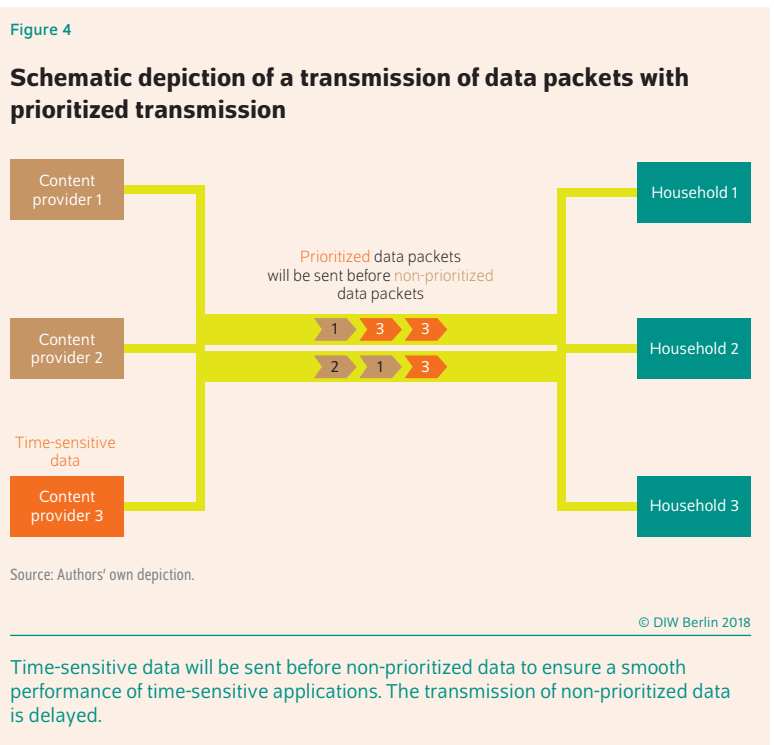 Figure 4
Schematic depiction of a transmission of data packets with
prioritized transmission
Content
provider 1
Household 1
Prioritized data packets
will be sent before non-prioritized
data packets
1 3 3
Content
provider 2
Household 2
2 1 3
Time-sensitive
data
Content
provider 3
Household 3
Source: Authors' own depiction.
© DIW Berlin 2018
Time-sensitive data will be sent before non-prioritized data to ensure a smooth
performance of time-sensitive applications. The transmission of non-prioritized data
is delayed.